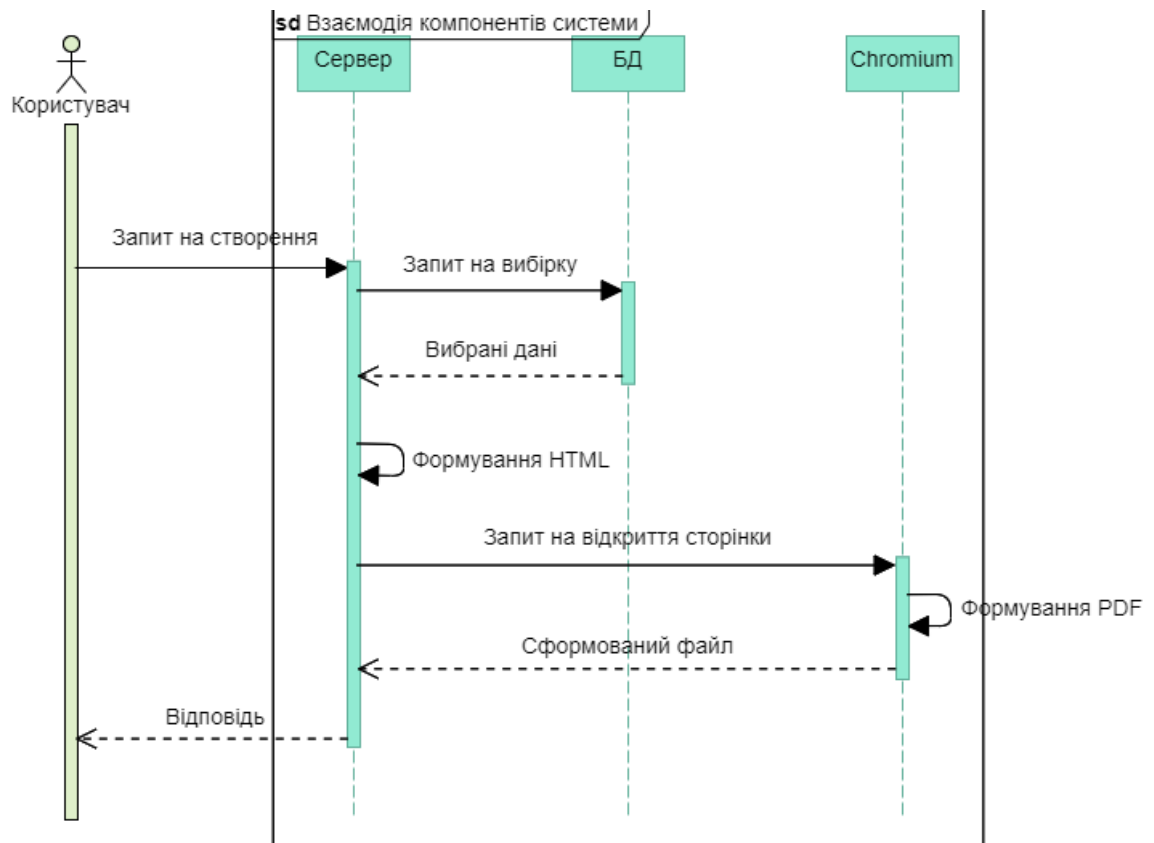 sd Взаємодія компонентів системи
Сервер
БД
Chromium
Користувач
Запит на створення
Запит на вибірку
Вибрані дані
Формування HTML
Запит на відкриття сторінки
Формування PDF
Сформований файл
Відповідь